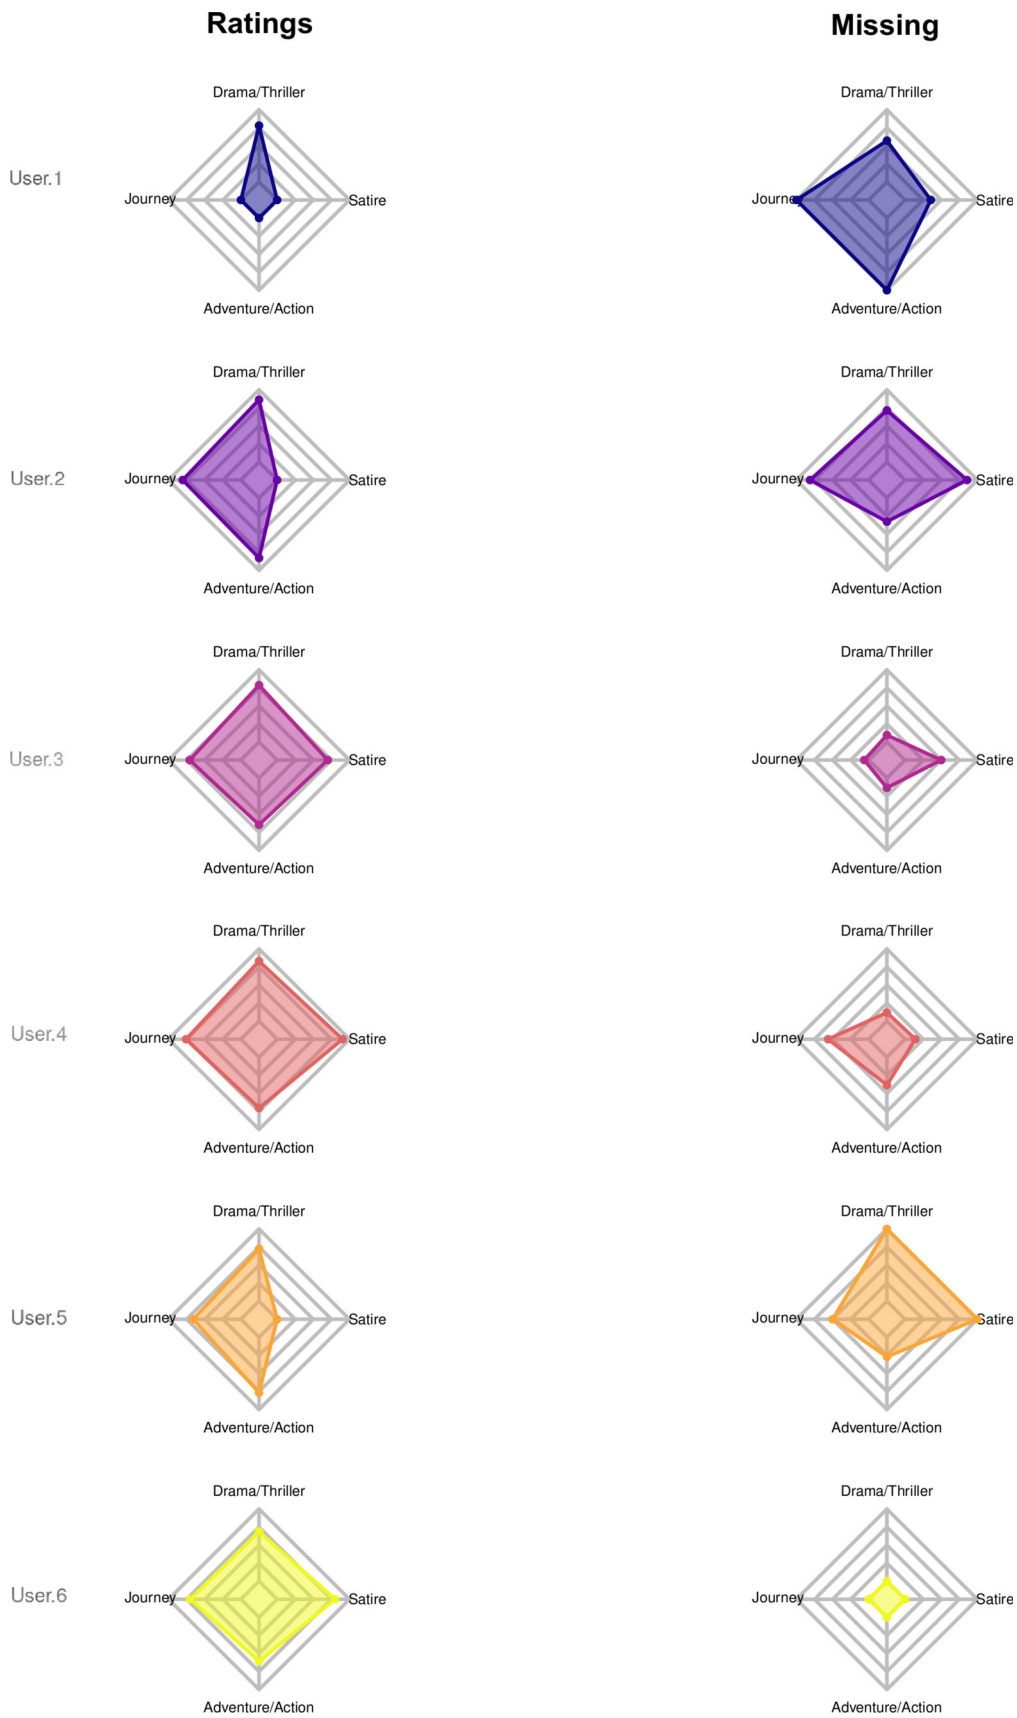 Ratings Missing
Drama/Thriller Drama/Thriller
User.1
Journey Satire Journey Satire
Adventure/Action Adventure/Action
Drama/Thriller Drama/Thriller
User.2
Journey Satire Journey Satire
Adventure/Action Adventure/Action
Drama/Thriller Drama/Thriller
User.3
Journey Satire Journey Satire
Adventure/Action Adventure/Action
Drama/Thriller Drama/Thriller
User.4
Journey Satire Journey Satire
Adventure/Action Adventure/Action
Drama/Thriller Drama/Thriller
User.5
Journey Satire Journey Satire
Adventure/Action Adventure/Action
Drama/Thriller Drama/Thriller
User.6
Journey Satire Journey Satire
Adventure/Action Adventure/Action